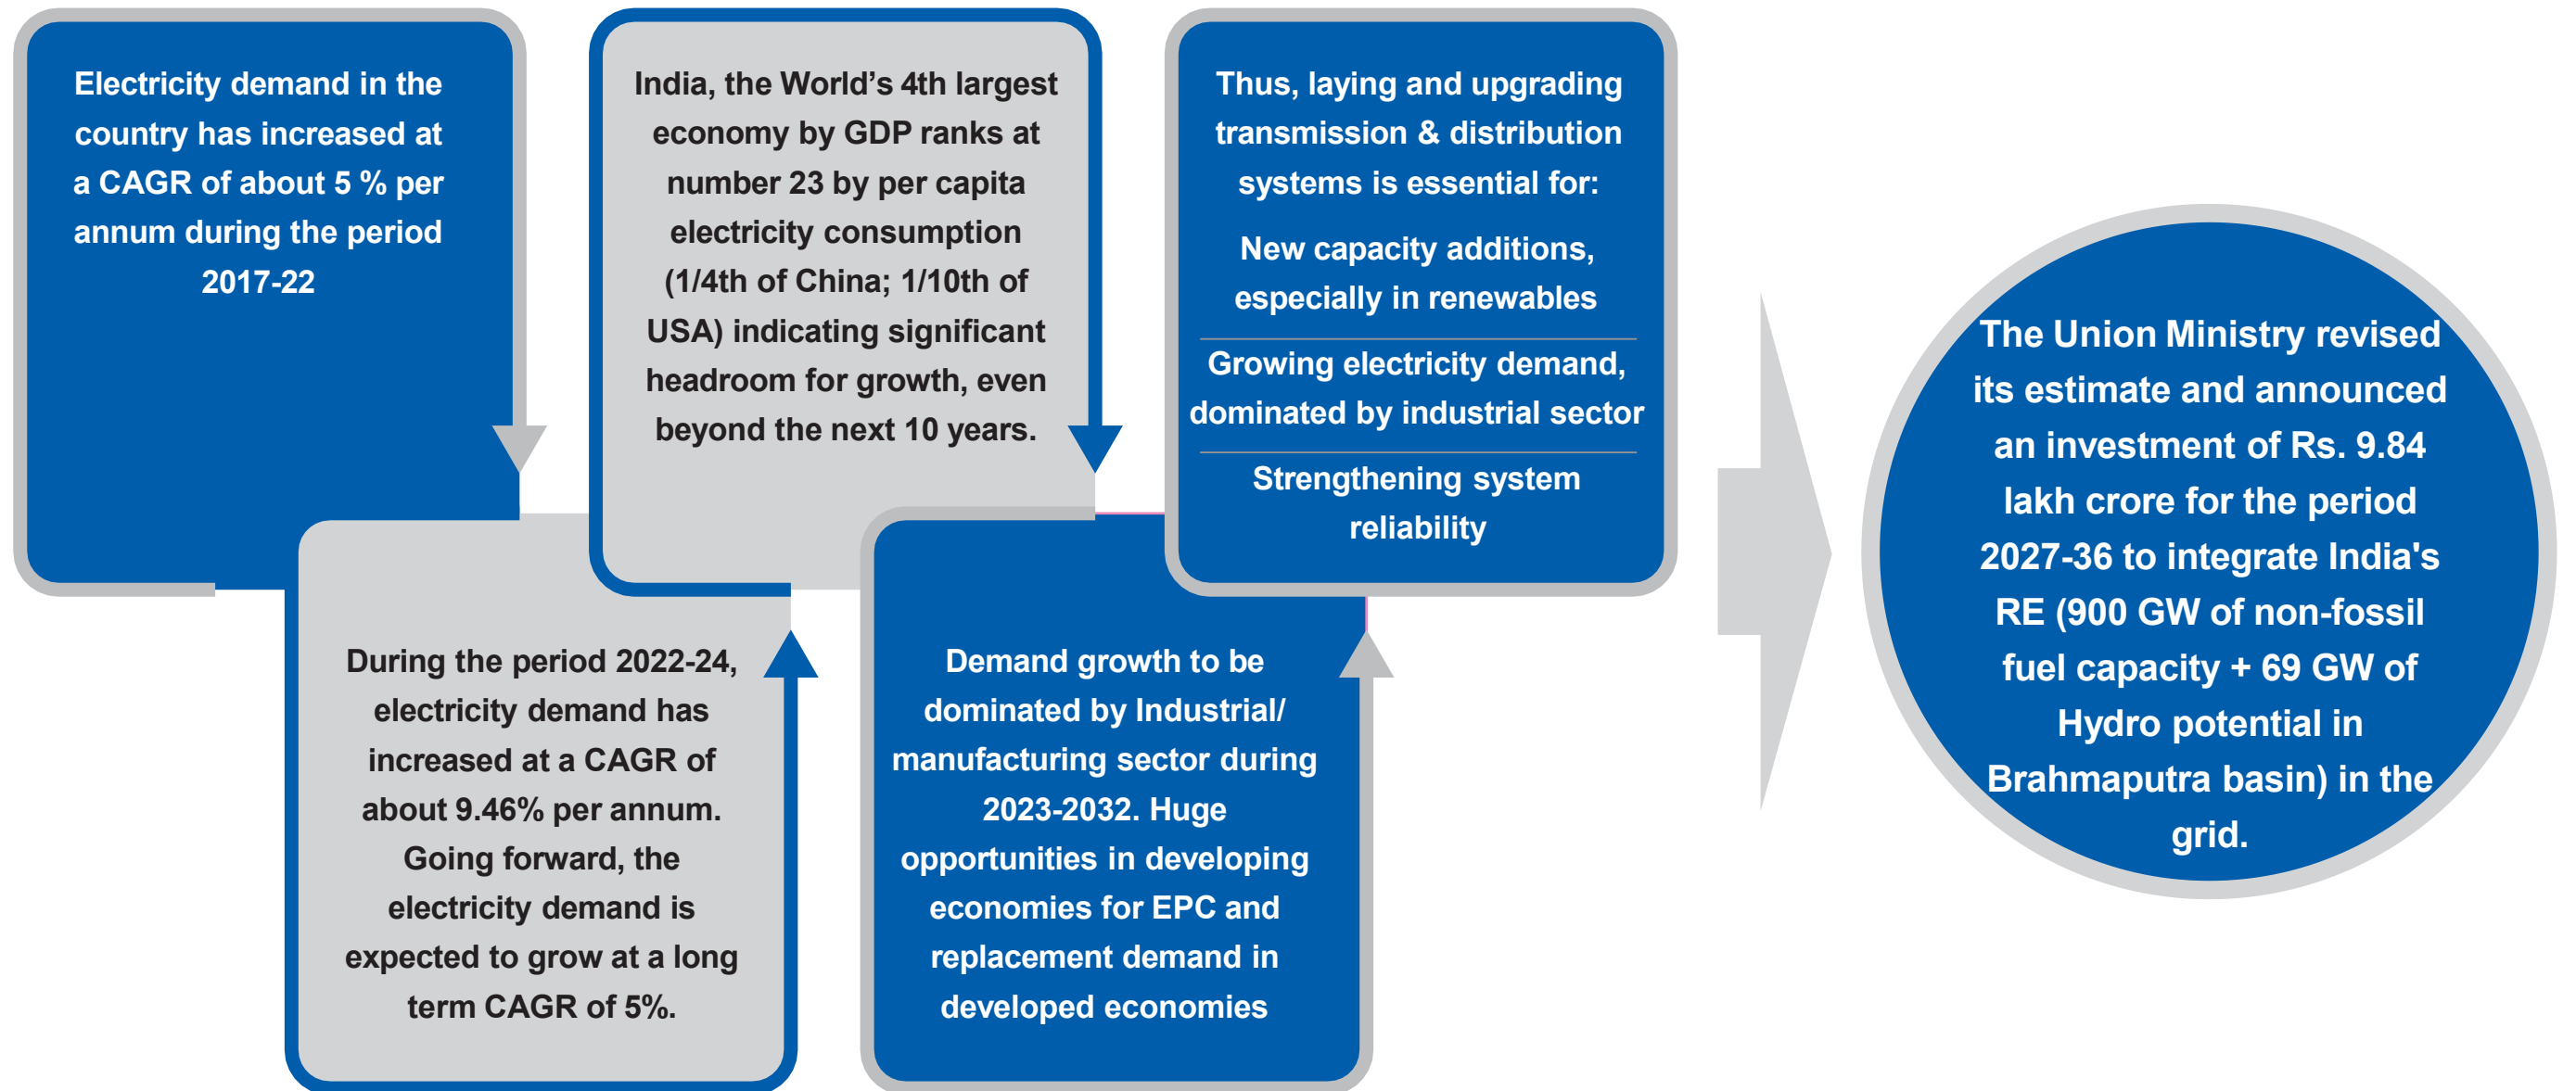 Electricity demand in the
country has increased at
a CAGR of about 5 % per
annum during the period
2017-22
During the period 2022-24,
electricity demand has
increased at a CAGR of
about 9.46% per annum.
Going forward, the
electricity demand is
expected to grow at a long
term CAGR of 5%.
India, the World's 4th largest
economy by GDP ranks at
number 23 by per capita
electricity consumption
(1/4th of China; 1/10th of
USA) indicating significant
headroom for growth, even
beyond the next 10 years.
Demand growth to be
dominated by Industrial/
manufacturing sector during
2023-2032. Huge
opportunities in developing
economies for EPC and
replacement demand in
developed economies
Thus, laying and upgrading
transmission & distribution
systems is essential for:
New capacity additions,
especially in renewables
Growing electricity demand,
dominated by industrial sector
Strengthening system
reliability
The Union Ministry revised
its estimate and announced
an investment of Rs. 9.84
lakh crore for the period
2027-36 to integrate India's
RE (900 GW of non-fossil
fuel capacity + 69 GW of
Hydro potential in
Brahmaputra basin) in the
grid.